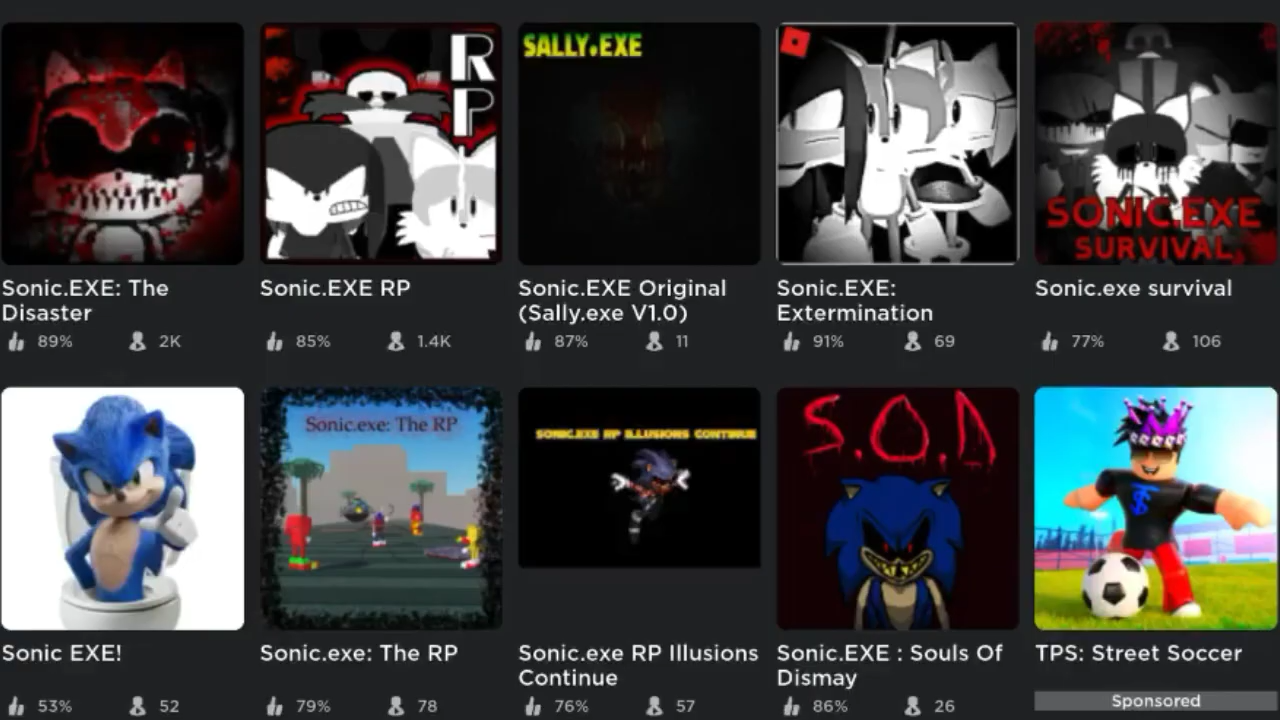 SALLY.EXE
R
P
SONIC.EXE
SURVIVAL
Sonic.EXE: The
Disaster
89% 2K
Sonic.EXE RP
85% 1.4K
Sonic.EXE Original
(Sally.exe V1.0)
87% 11
Sonic.EXE:
Extermination
91% 69
Sonic.exe survival
77% 106
Sonic.exe: The RP
SONIC.EXE RP ILLUSIONS CONTINUE
S.O.D
Sonic EXE!
53% 52
Sonic.exe: The RP
79% 78
Sonic.exe RP Illusions
Continue
76% 57
Sonic.EXE : Souls Of
Dismay
86% 26
TPS: Street Soccer
Sponsored